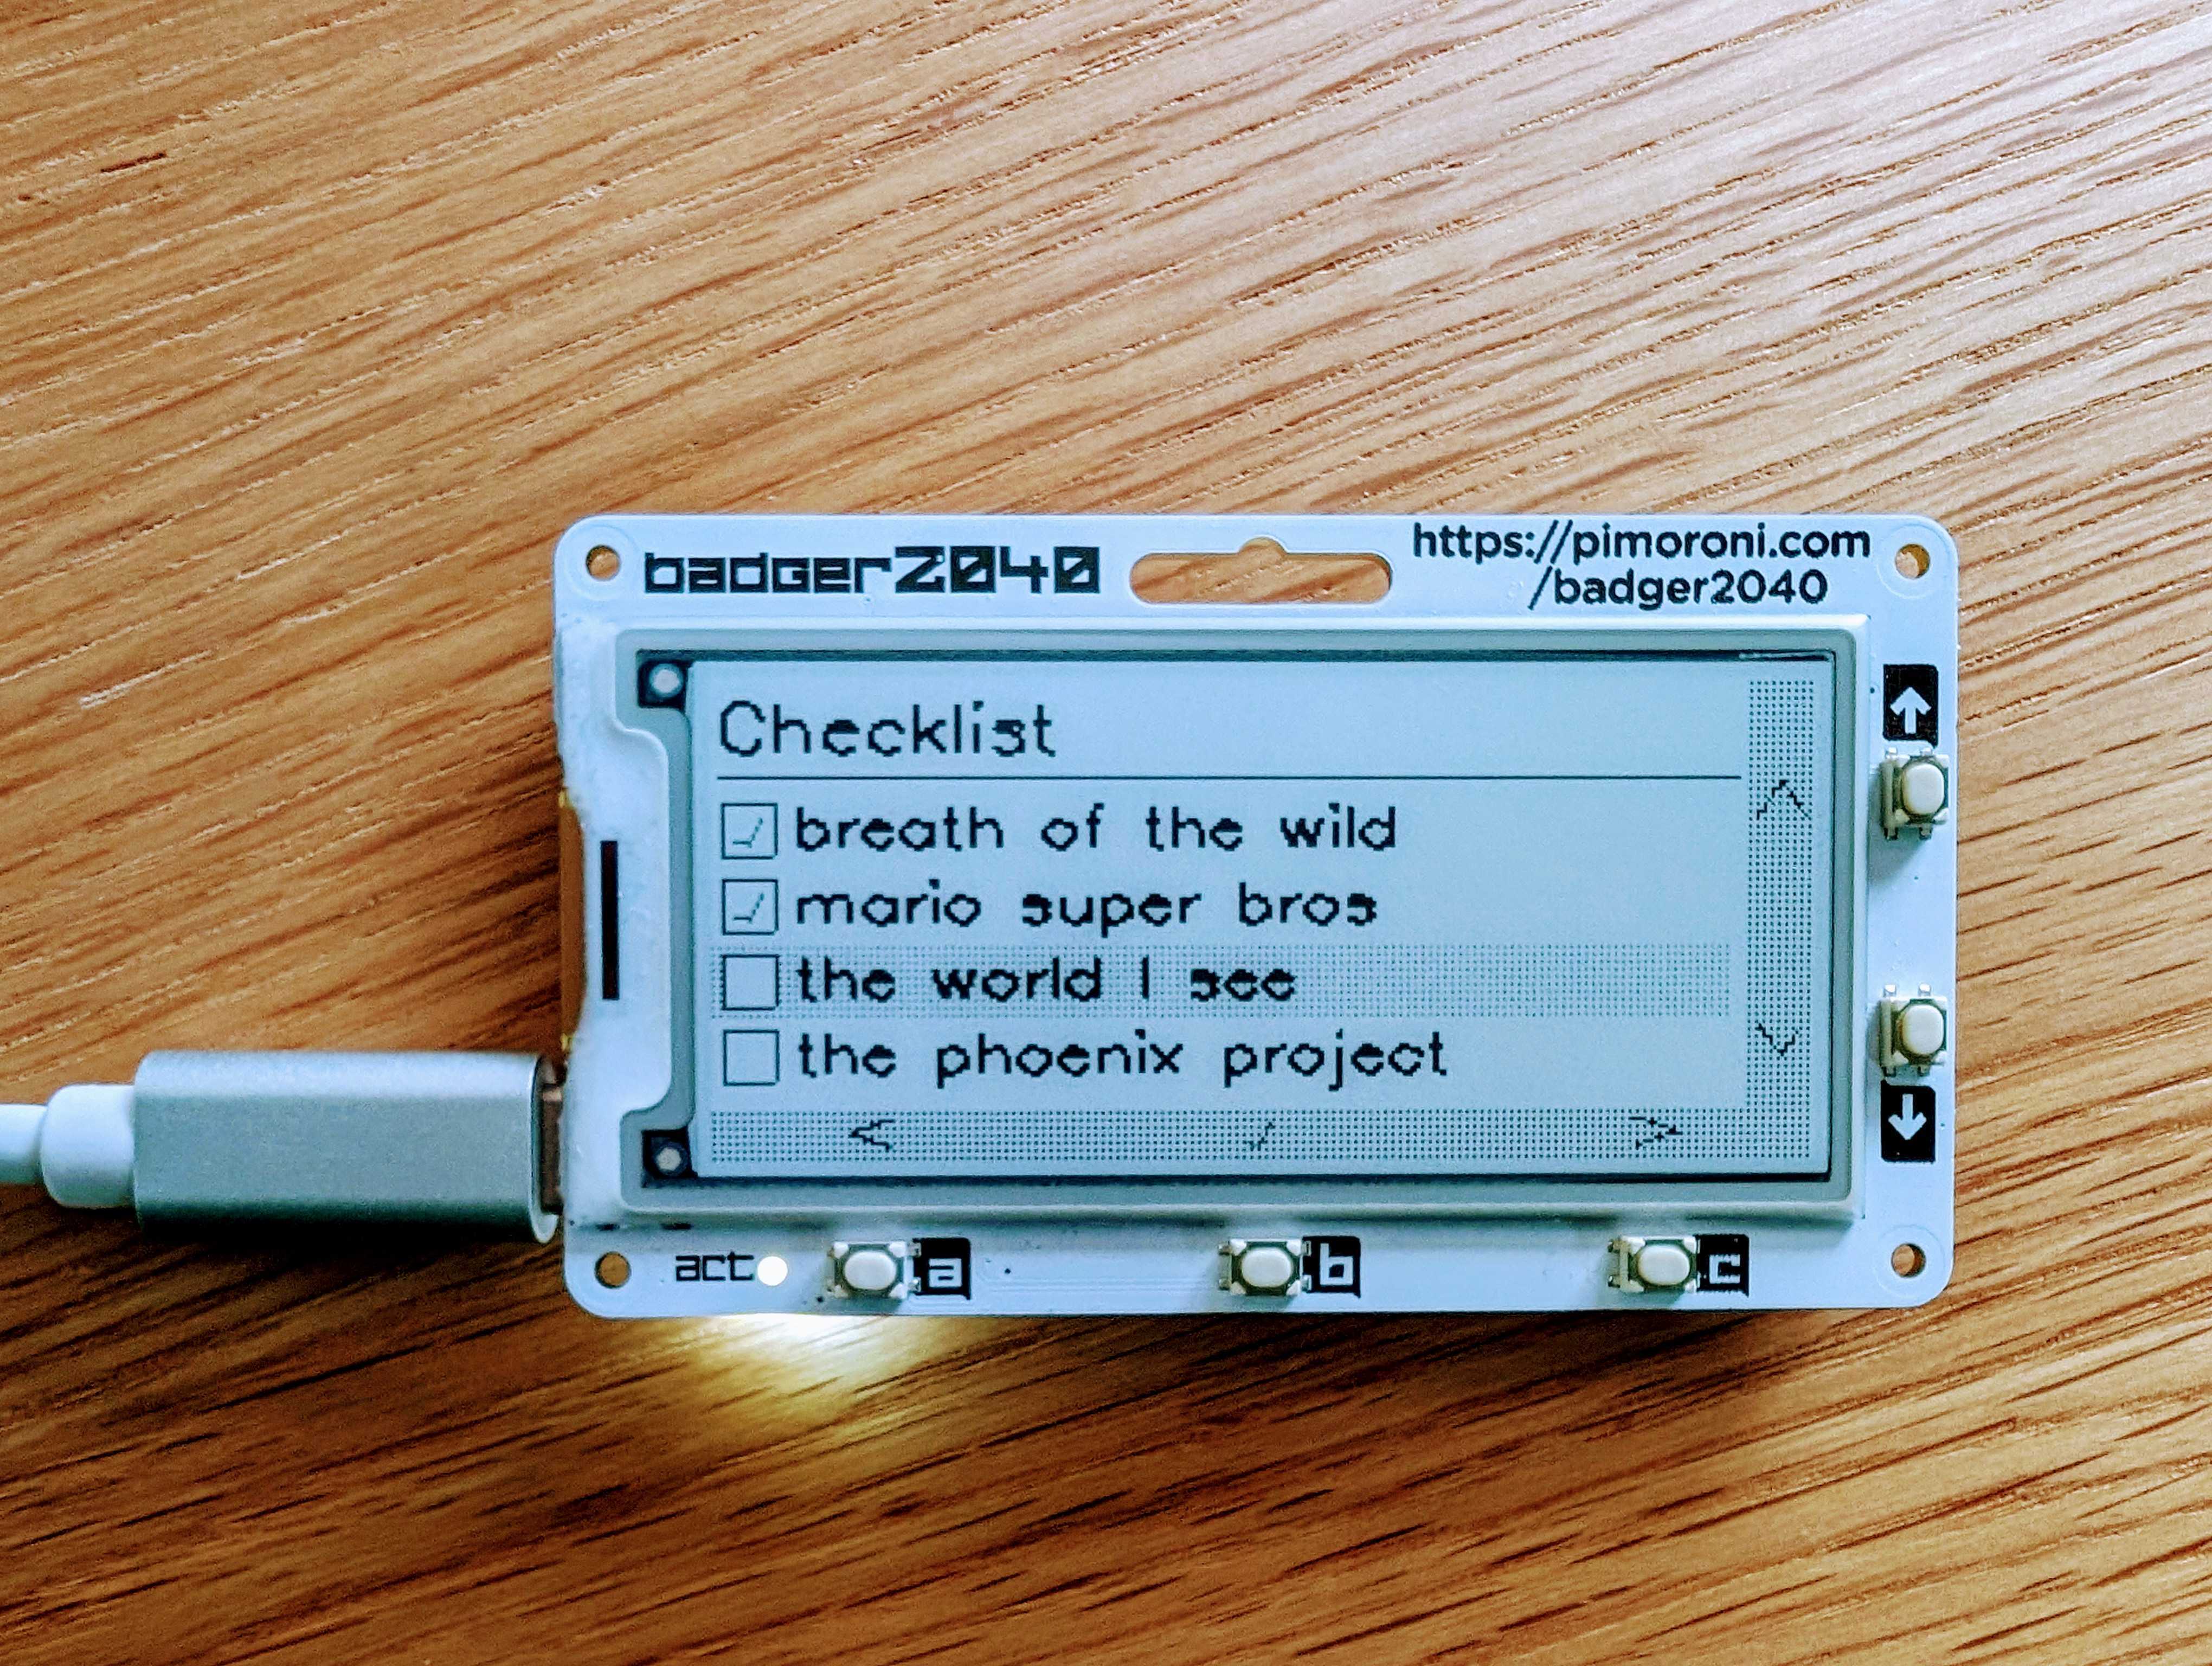 badger2040
https://pimoroni.com
/badger2040
Checklist
breath of the wild
mario super bros
the world I see
the phoenix project
act a b c